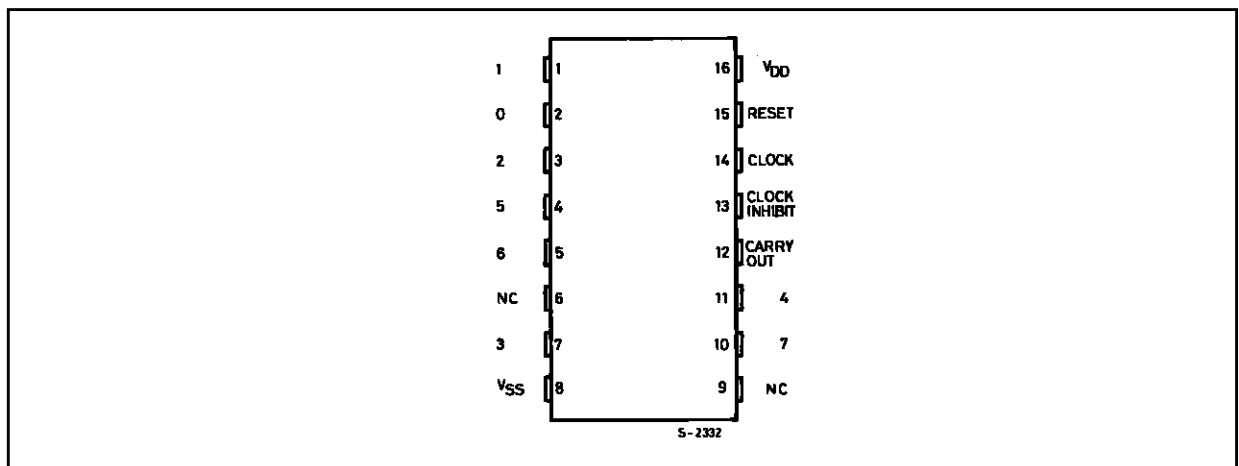 1 1 16 VDD
0 2 15 RESET
2 3 14 CLOCK
5 4 13 CLOCK INHIBIT
6 5 12 CARRY OUT
NC 6 11 4
3 7 10 7
VSS 8 9 NC
S-2332